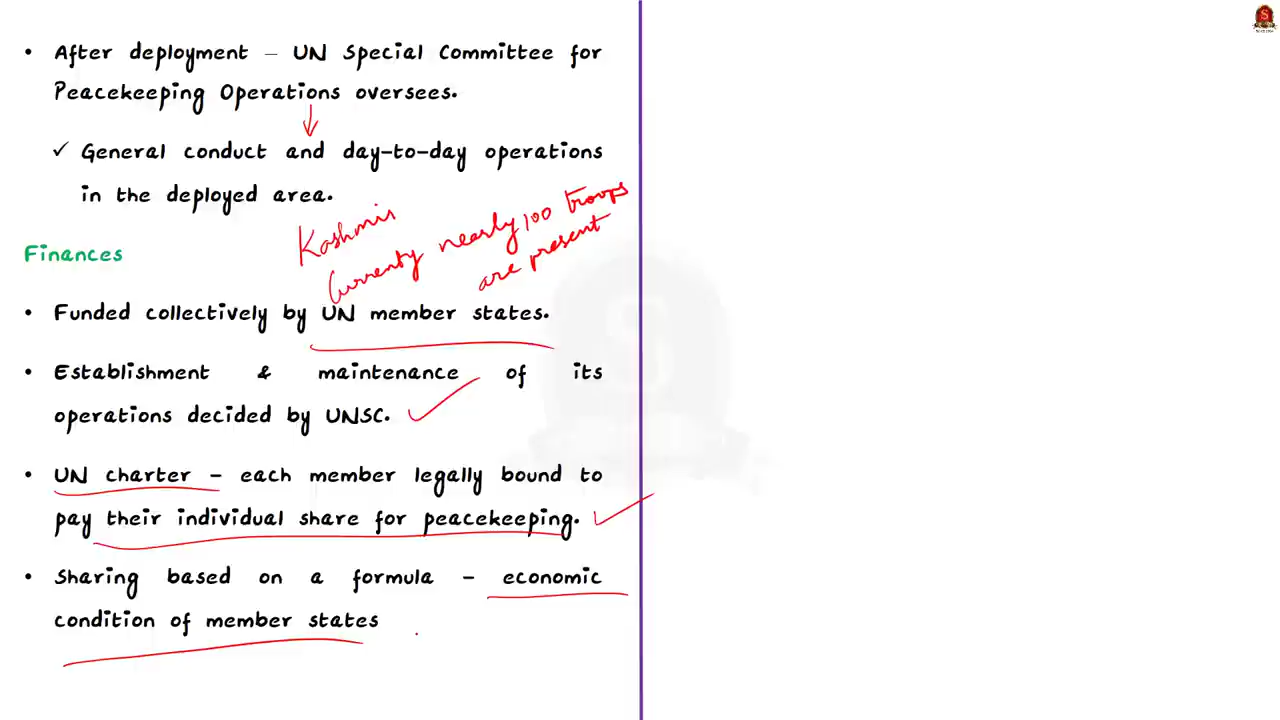 • After deployment – UN Special Committee for
Peacekeeping Operations oversees.
✓ General conduct and day-to-day operations
in the deployed area.
Kashmir
Currenty nearly 100 troops
are present
Finances
• Funded collectively by UN member states.
• Establishment & maintenance of its
operations decided by UNSC.
• UN charter – each member legally bound to
pay their individual share for peacekeeping.
• Sharing based on a formula – economic
condition of member states